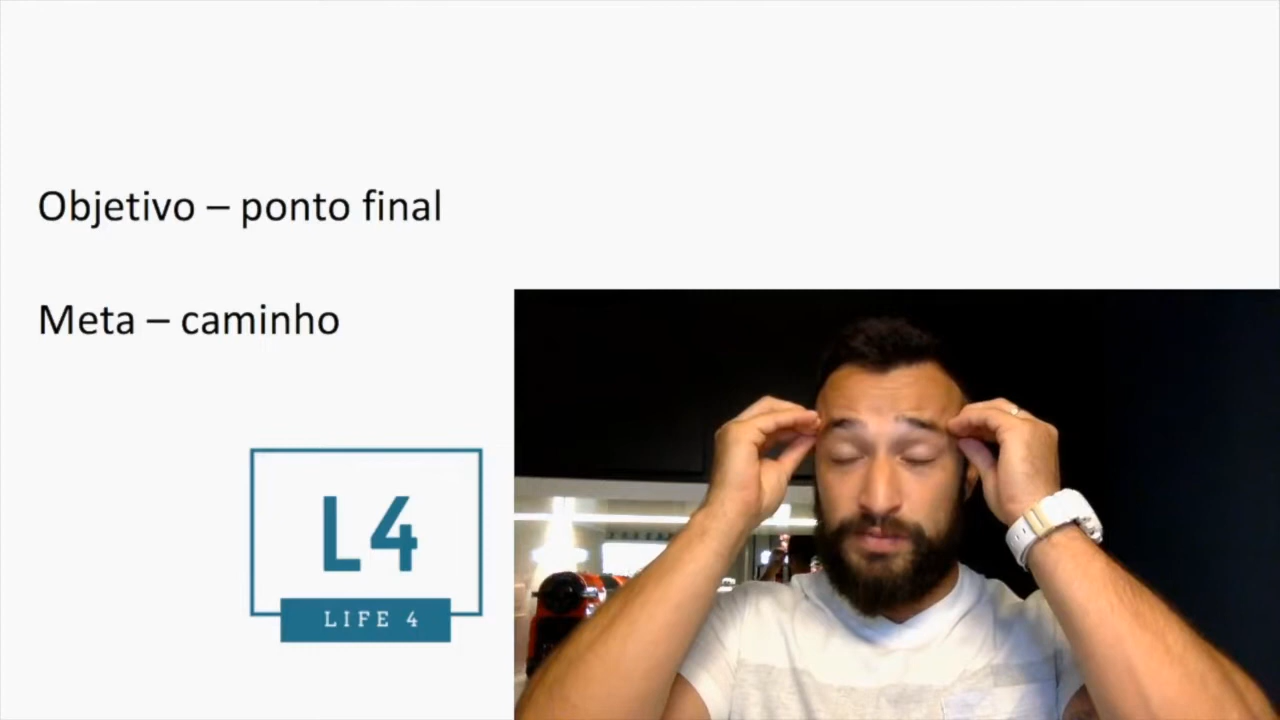 Objetivo – ponto final
Meta – caminho
L4
LIFE 4